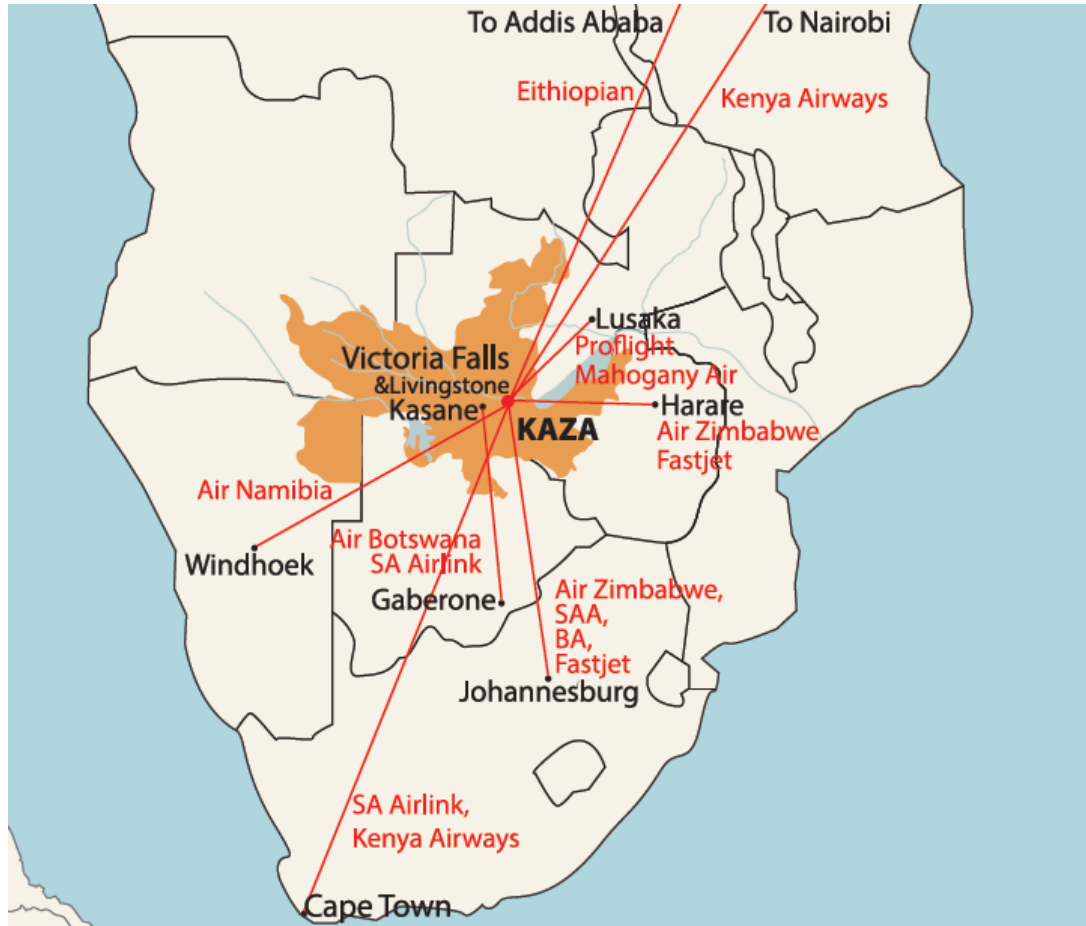 To Addis Ababa
To Nairobi
Eithiopian
Kenya Airways
Lusaka
Proflight
Mahogany Air
Victoria Falls
&Livingstone
Kasane
KAZA
Harare
Air Zimbabwe
Fastjet
Air Namibia
Windhoek
Air Botswana
SA Airlink
Gaberone
Air Zimbabwe,
SAA,
BA,
Fastjet
Johannesburg
SA Airlink,
Kenya Airways
Cape Town